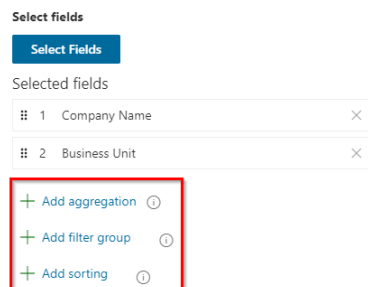 Select fields
Select Fields
Selected fields
1 Company Name
2 Business Unit
Add aggregation
Add filter group
Add sorting